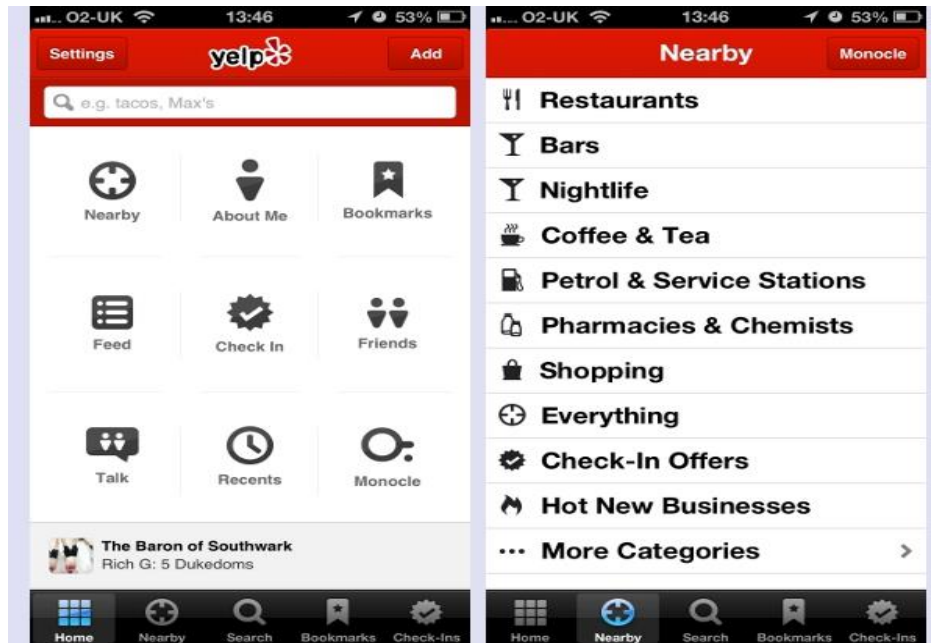 ... O2-UK 13:46 53%
Settings yelp Add
e.g. tacos, Max's
Nearby About Me Bookmarks
Feed Check In Friends
Talk Recents Monocle
The Baron of Southwark
Rich G: 5 Dukedoms
Home Nearby Search Bookmarks Check-Ins
... O2-UK 13:46 53%
Nearby Monocle
Restaurants
Bars
Nightlife
Coffee & Tea
Petrol & Service Stations
Pharmacies & Chemists
Shopping
Everything
Check-In Offers
Hot New Businesses
... More Categories >
Home Nearby Search Bookmarks Check-Ins